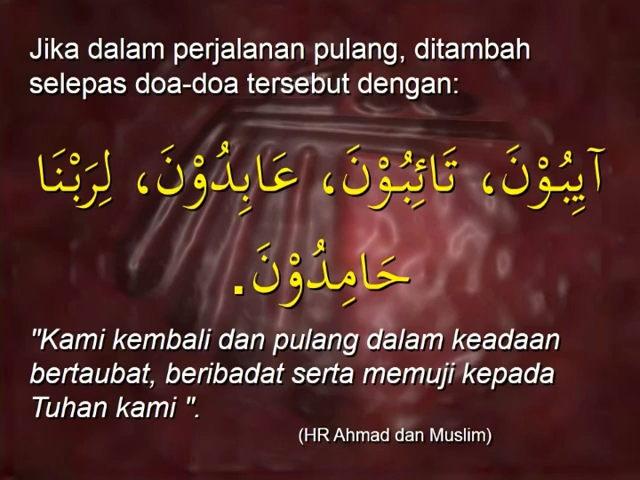 Jika dalam perjalanan pulang, ditambah
selepas doa-doa tersebut dengan:
آيِبُوْنَ، تَائِبُوْنَ، عَابِدُوْنَ، لِرَبْنَا
حَامِدُوْنَ.
"Kami kembali dan pulang dalam keadaan
bertaubat, beribadat serta memuji kepada
Tuhan kami ".
(HR Ahmad dan Muslim)